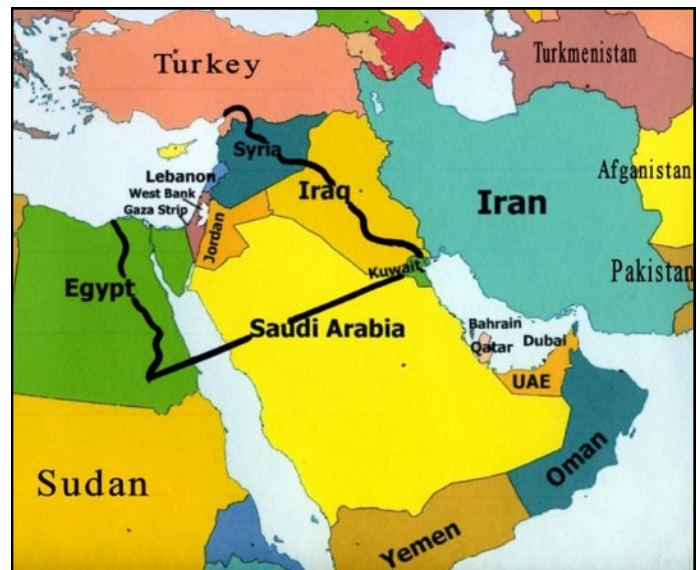 Turkey
Turkmenistan
Syria
Lebanon
West Bank
Gaza Strip
Iraq
Iran
Afganistan
Jordan
Egypt
Kuwait
Pakistan
Saudi Arabia
Bahrain
Qatar
Dubai
UAE
Sudan
Oman
Yemen